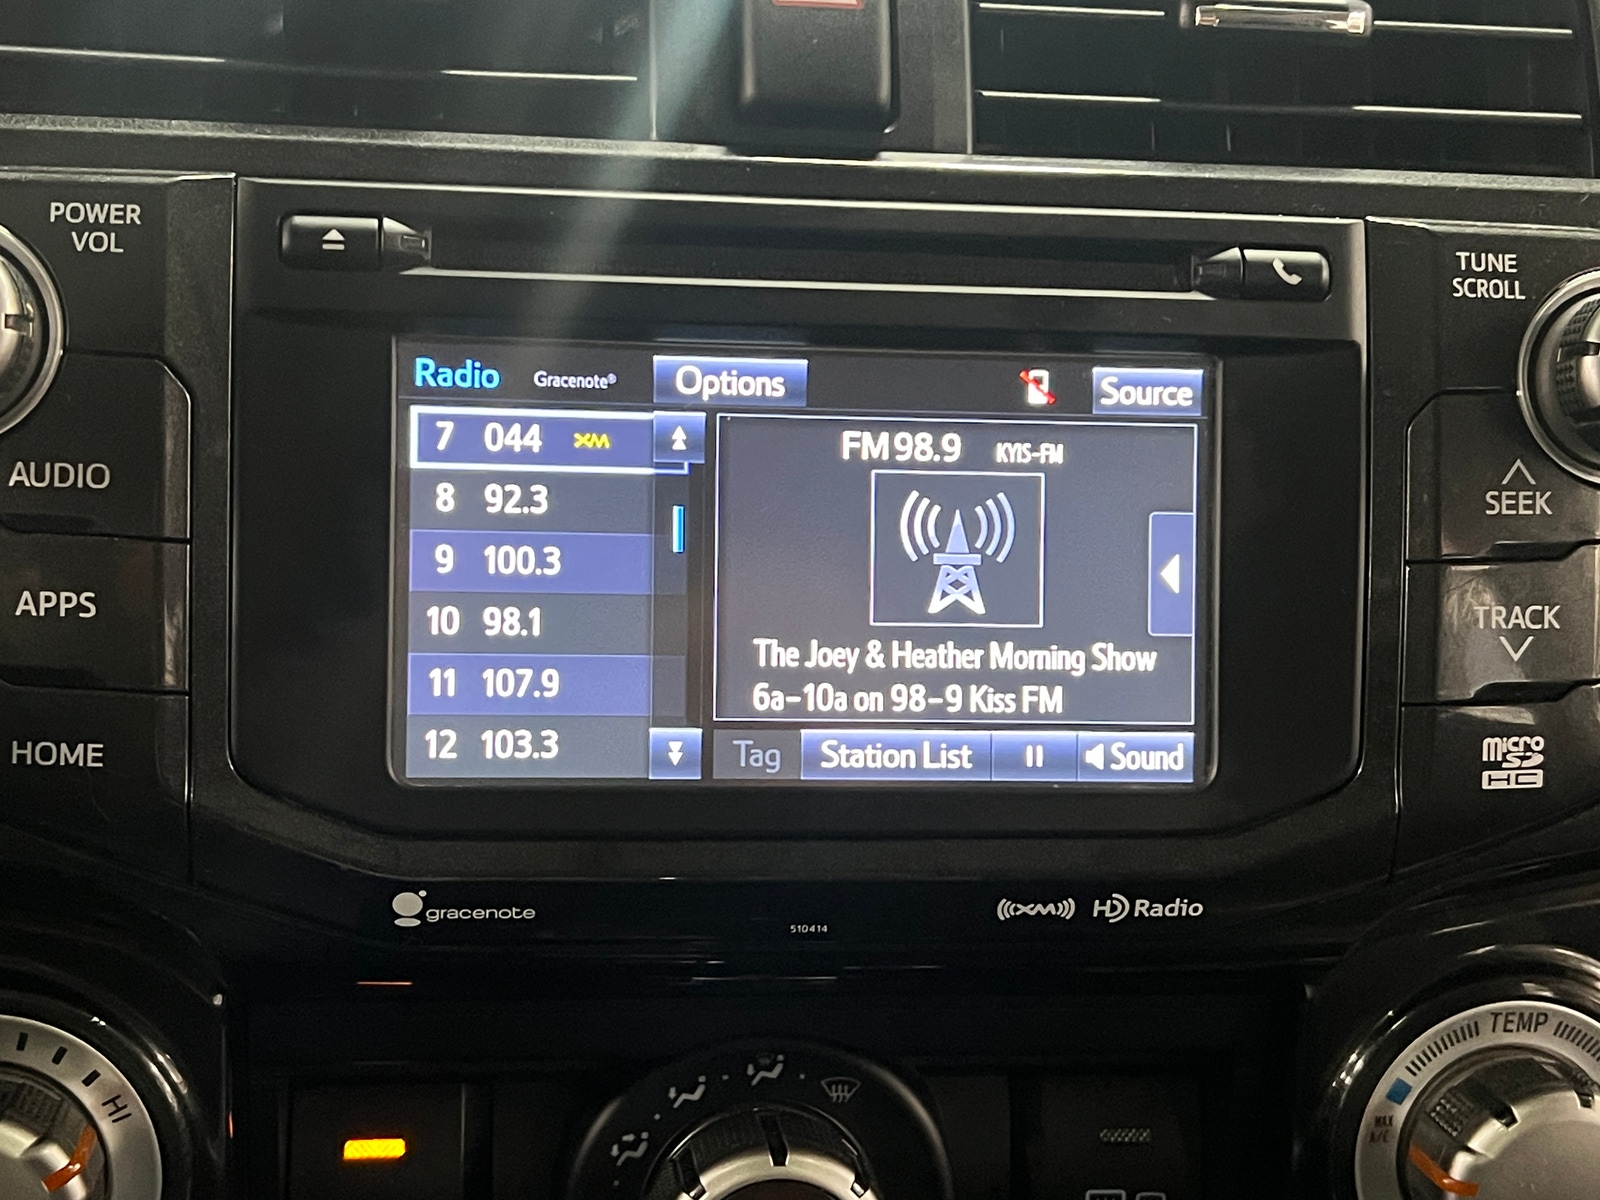 POWER
VOL
TUNE
SCROLL
Radio Gracenote® Options Source
7 044 XM
8 92.3
9 100.3
10 98.1
11 107.9
12 103.3
FM 98.9 KYIS-FM
The Joey & Heather Morning Show
6a-10a on 98-9 Kiss FM
Tag Station List Sound
AUDIO
APPS
HOME
SEEK
TRACK
micro
SD
HC
gracenote
510414
XM HD Radio
HI
TEMP
MAX
A/C